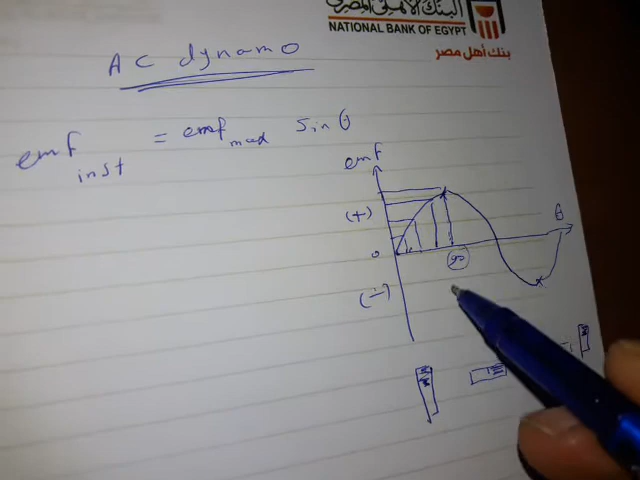 البنك الأهلي المصري
NATIONAL BANK OF EGYPT
بنك أهل مصر
AC dynamo
emf inst = emf max Sin θ
emf
(+)
θ
0
90
(-)